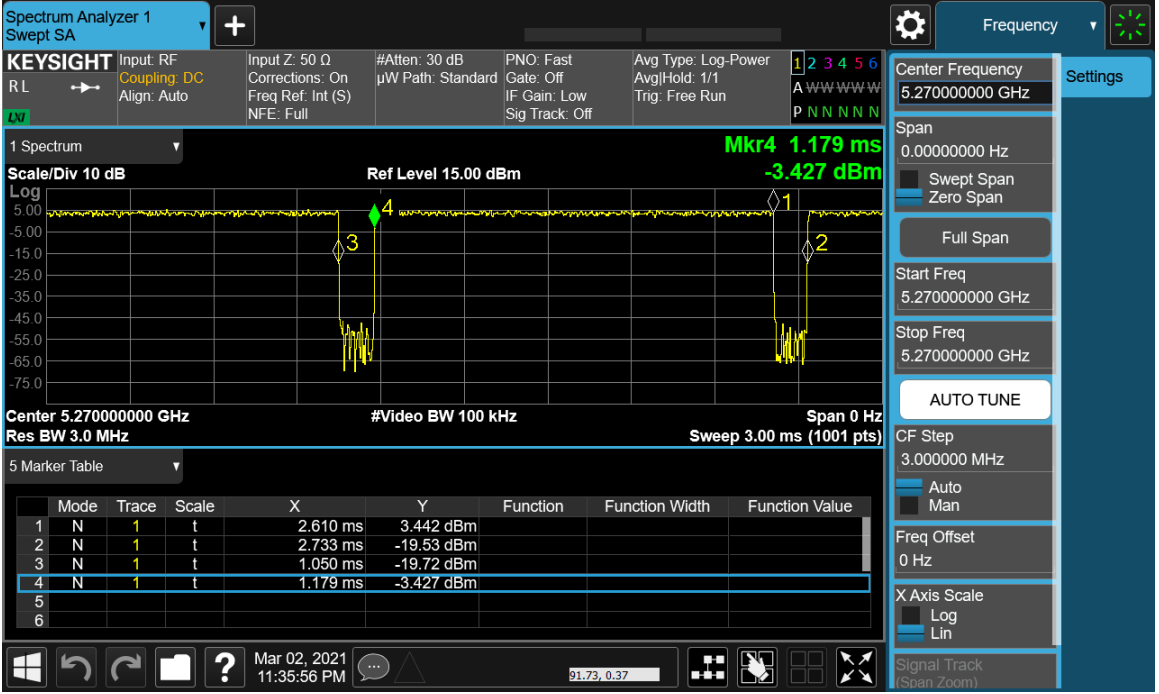 Spectrum Analyzer 1
Swept SA
+
Frequency
KEYSIGHT
R L
LXI
Input: RF
Coupling: DC
Align: Auto
Input Z: 50 Ω
Corrections: On
Freq Ref: Int (S)
NFE: Full
#Atten: 30 dB
µW Path: Standard
PNO: Fast
Gate: Off
IF Gain: Low
Sig Track: Off
Avg Type: Log-Power
Avg|Hold: 1/1
Trig: Free Run
1 2 3 4 5 6
A W W W W W
P N N N N N
1 Spectrum
Mkr4 1.179 ms
-3.427 dBm
Scale/Div 10 dB
Ref Level 15.00 dBm
Log
5.00
-5.00
-15.0
-25.0
-35.0
-45.0
-55.0
-65.0
-75.0
4
1
3
2
Center 5.270000000 GHz
#Video BW 100 kHz
Span 0 Hz
Res BW 3.0 MHz
Sweep 3.00 ms (1001 pts)
5 Marker Table
Mode Trace Scale X Y Function Function Width Function Value
1 N 1 t 2.610 ms 3.442 dBm
2 N 1 t 2.733 ms -19.53 dBm
3 N 1 t 1.050 ms -19.72 dBm
4 N 1 t 1.179 ms -3.427 dBm
5
6
?
Mar 02, 2021
11:35:56 PM
91.73, 0.37
Center Frequency
5.270000000 GHz
Settings
Span
0.00000000 Hz
Swept Span
Zero Span
Full Span
Start Freq
5.270000000 GHz
Stop Freq
5.270000000 GHz
AUTO TUNE
CF Step
3.000000 MHz
Auto
Man
Freq Offset
0 Hz
X Axis Scale
Log
Lin
Signal Track
(Span Zoom)